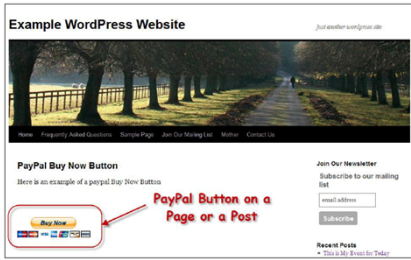 Example WordPress Website
Just another wordpress site
Home Frequently Asked Questions Sample Page Join Our Mailing List Mother Contact Us
PayPal Buy Now Button
Here is an example of a paypal Buy Now Button
Buy Now
PayPal Button on a
Page or a Post
Join Our Newsletter
Subscribe to our mailing
list
email address
Subscribe
Recent Posts
This is My Event for Today